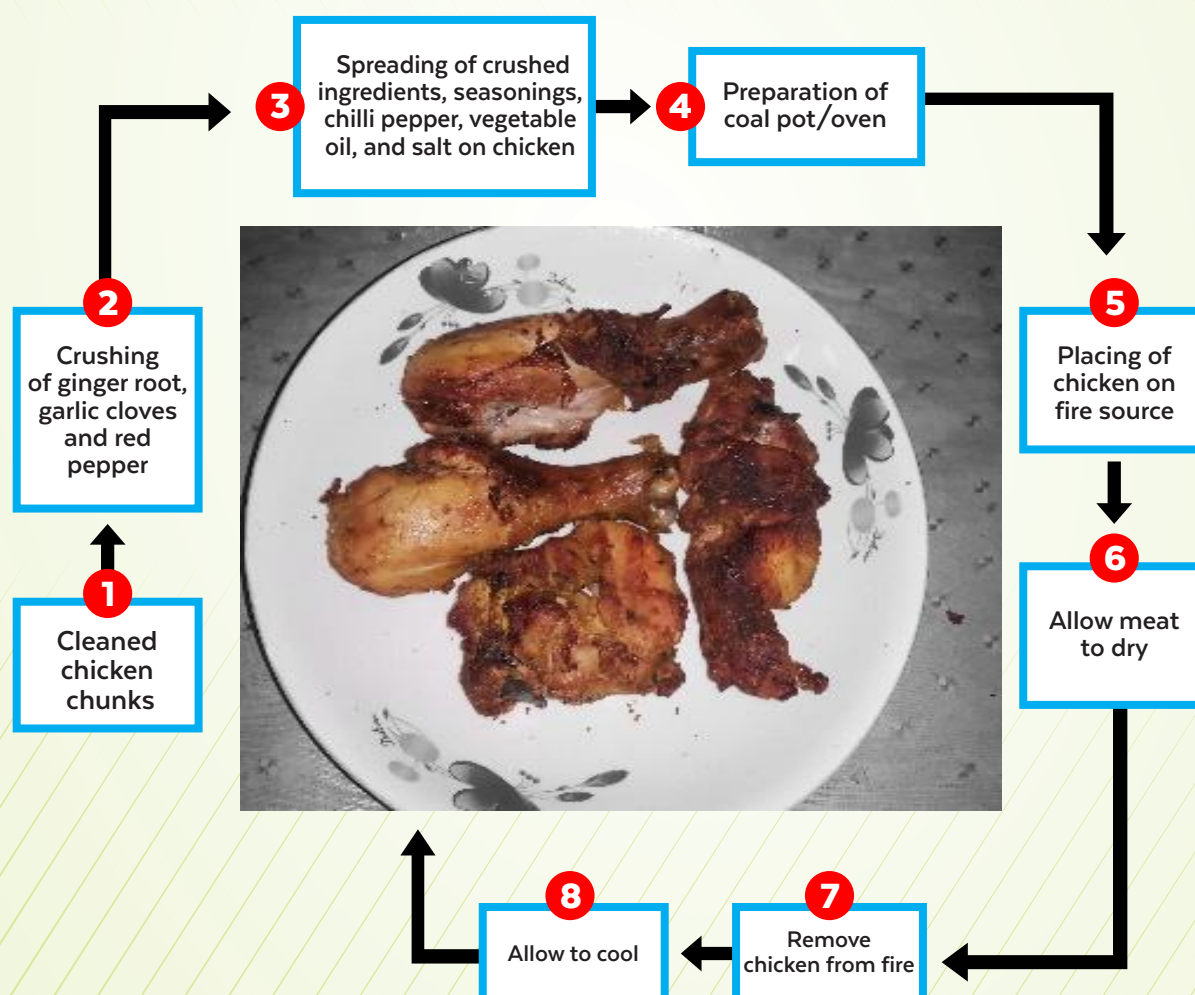 1
Cleaned
chicken
chunks
2
Crushing
of ginger root,
garlic cloves
and red
pepper
3
Spreading of crushed
ingredients, seasonings,
chilli pepper, vegetable
oil, and salt on chicken
4
Preparation of
coal pot/oven
5
Placing of
chicken on
fire source
6
Allow meat
to dry
7
Remove
chicken from fire
8
Allow to cool